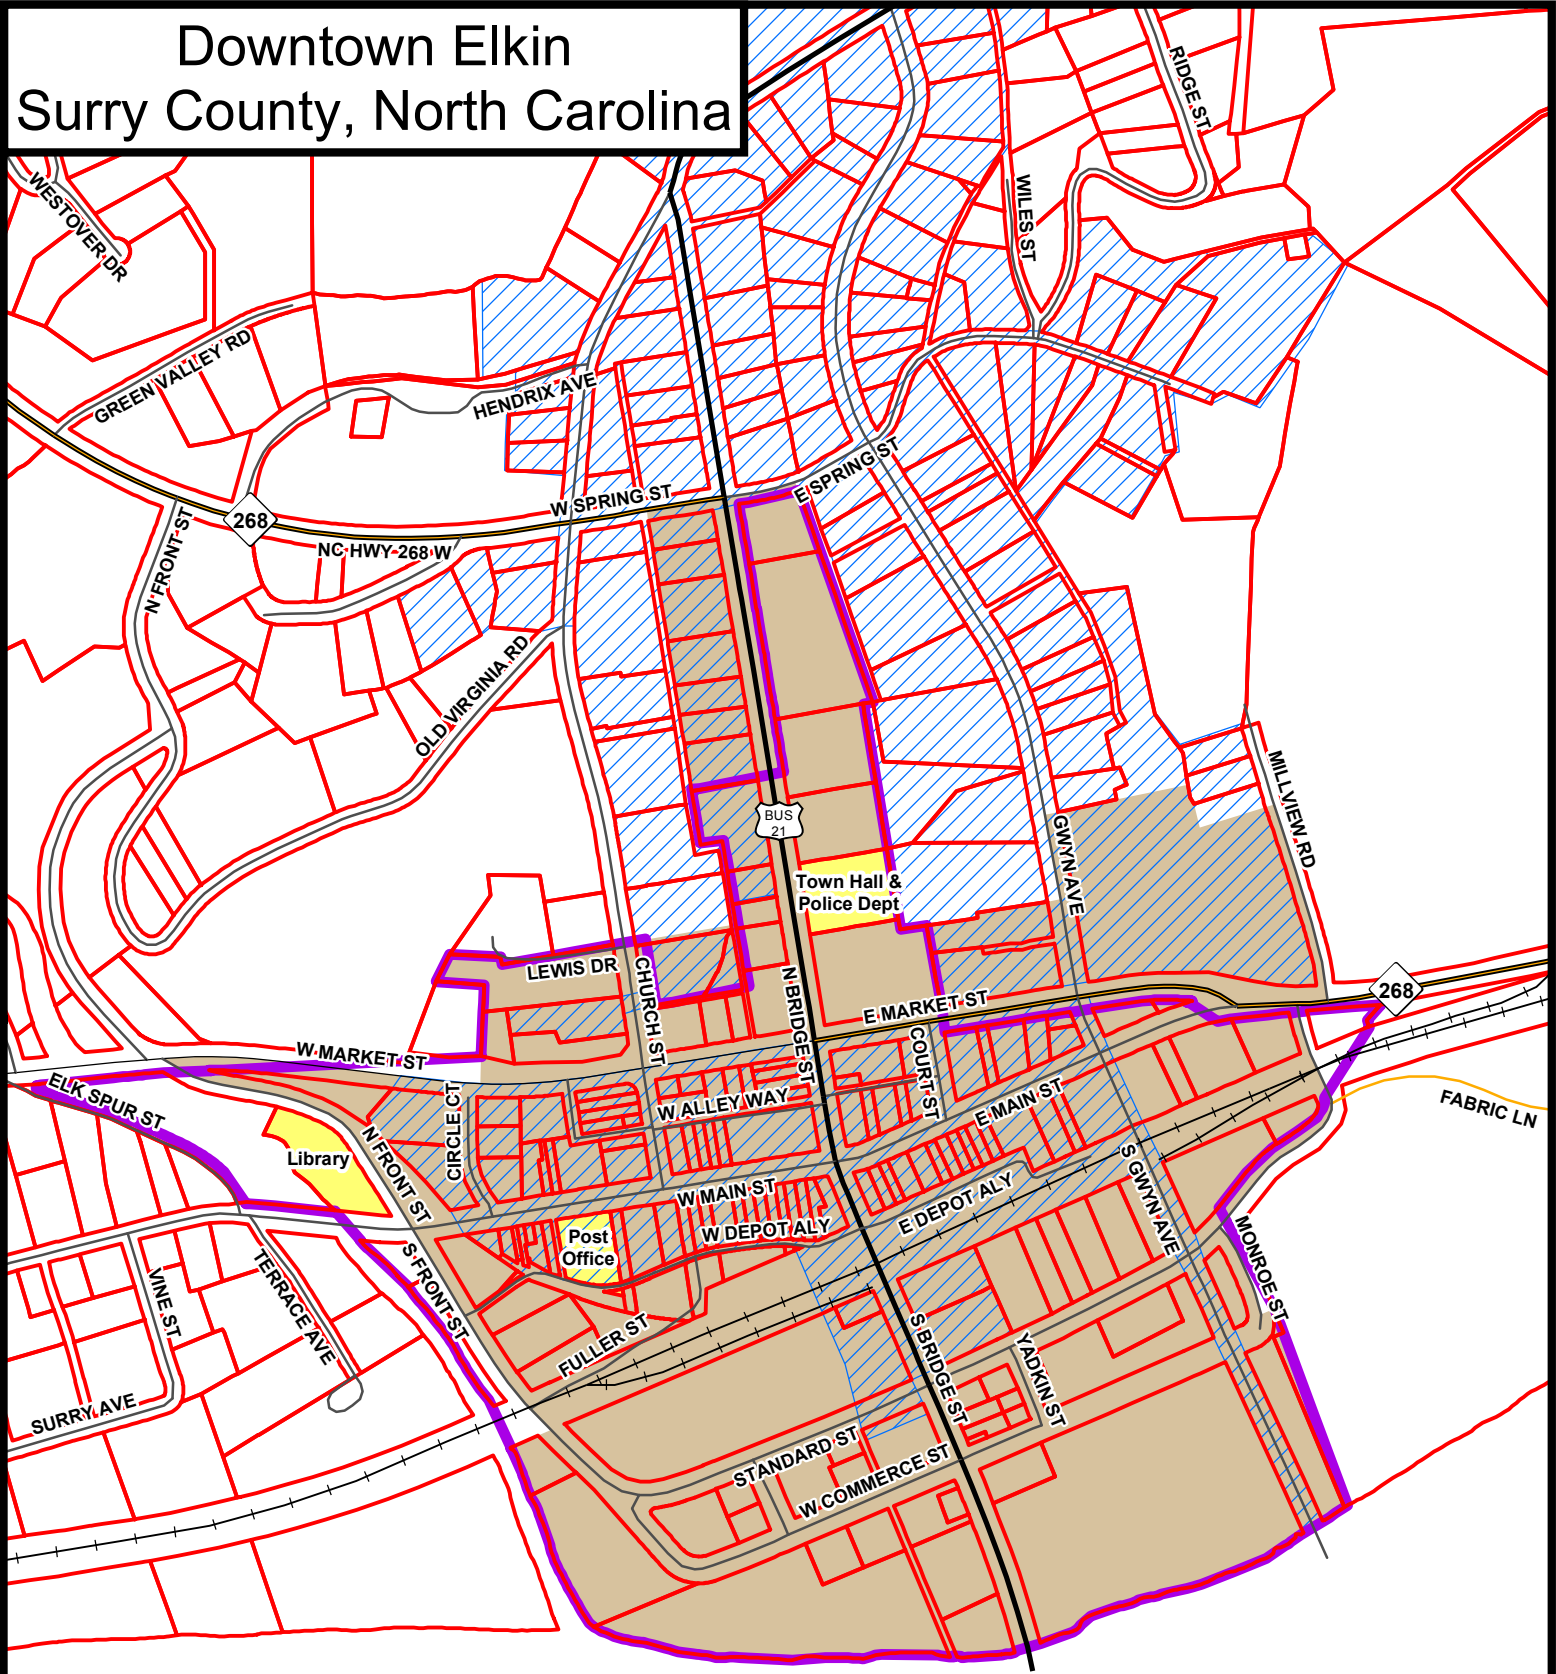 Downtown Elkin
Surry County, North Carolina
RIDGE ST
WESTOVER DR
WILES ST
GREEN VALLEY RD
HENDRIX AVE
E SPRING ST
W SPRING ST
268
NC HWY 268 W
N FRONT ST
OLD VIRGINIA RD
MILLVIEW RD
BUS
21
GWYN AVE
Town Hall &
Police Dept
LEWIS DR
CHURCH ST
N BRIDGE ST
E MARKET ST
268
COURT ST
W MARKET ST
ELK SPUR ST
CIRCLE CT
W ALLEY WAY
E MAIN ST
FABRIC LN
Library
N FRONT ST
S GWYN AVE
W MAIN ST
E DEPOT ALY
W DEPOT ALY
Post
Office
MONROE ST
S FRONT ST
VINE ST
TERRACE AVE
FULLER ST
S BRIDGE ST
YADKIN ST
SURRY AVE
STANDARD ST
W COMMERCE ST